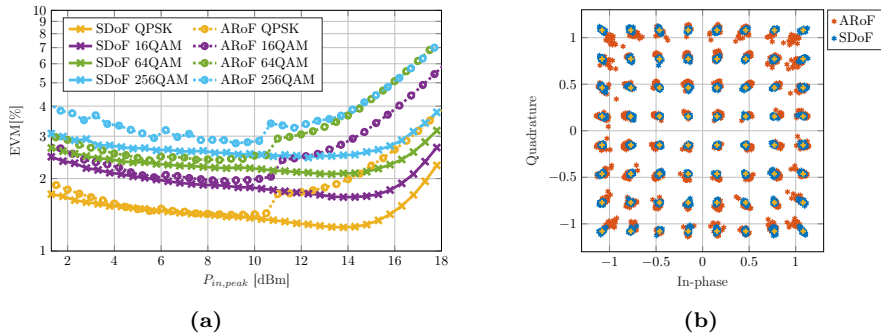 10%
7
6
5
4
3
2
1
EVM[%]
SDoF QPSK
SDoF 16QAM
SDoF 64QAM
SDoF 256QAM
ARoF QPSK
ARoF 16QAM
ARoF 64QAM
ARoF 256QAM
2 4 6 8 10 12 14 16 18
P_in,peak [dBm]
(a)
Quadrature
1
0.5
0
−0.5
−1
−1 −0.5 0 0.5 1
In-phase
ARoF
SDoF
(b)